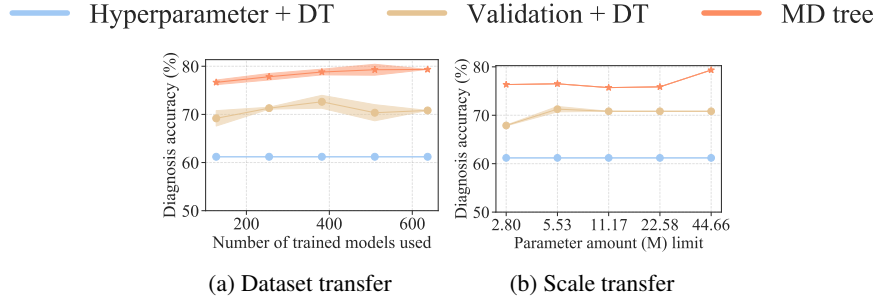 Hyperparameter + DT Validation + DT MD tree
Diagnosis accuracy (%)
80
70
60
50
200 400 600
Number of trained models used
(a) Dataset transfer
Diagnosis accuracy (%)
80
70
60
50
2.80 5.53 11.17 22.58 44.66
Parameter amount (M) limit
(b) Scale transfer